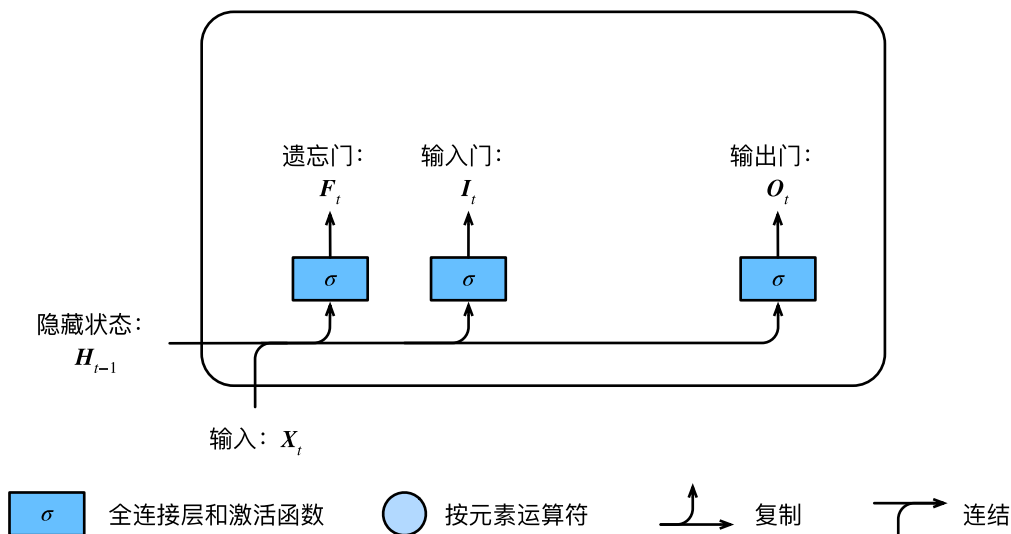 遗忘门：
F_t
输入门：
I_t
输出门：
O_t
σ
σ
σ
隐藏状态：
H_{t−1}
输入：X_t
σ
全连接层和激活函数
按元素运算符
复制
连结